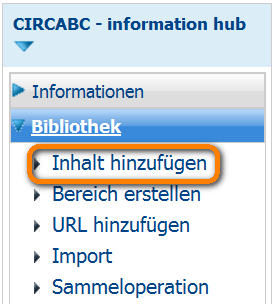 CIRCABC - information hub
Informationen
Bibliothek
Inhalt hinzufügen
Bereich erstellen
URL hinzufügen
Import
Sammeloperation